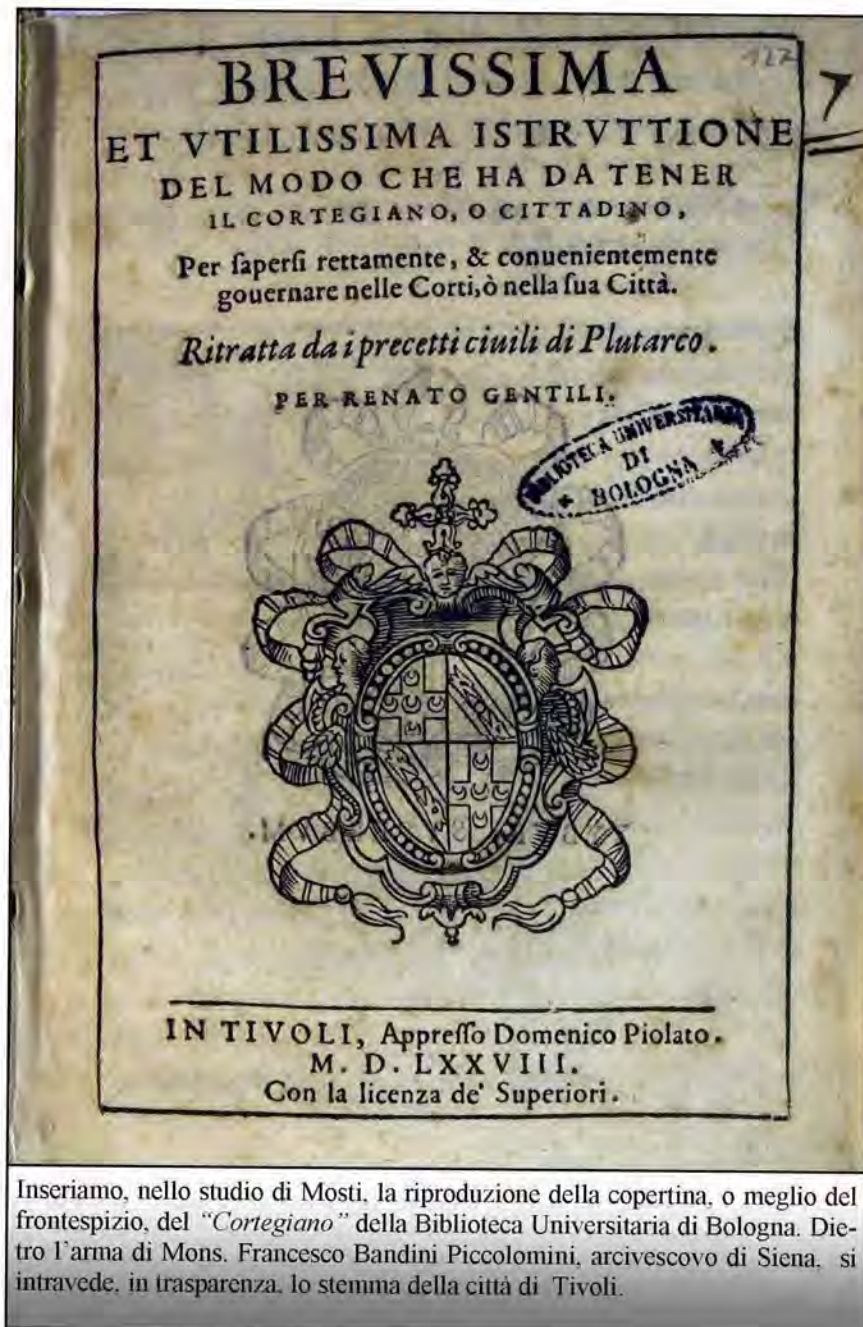 127
7
BREVISSIMA
ET VTILISSIMA ISTRVTTIONE
DEL MODO CHE HA DA TENER
IL CORTEGIANO, O CITTADINO,
Per ſaperſi rettamente, & conuenientemente
gouernare nelle Corti, ò nella ſua Città.
Ritratta da i precetti ciuili di Plutarco.
PER RENATO GENTILI.
BIBLIOTECA UNIVERSITARIA
DI
BOLOGNA
IN TIVOLI, Appreſſo Domenico Piolato.
M. D. LXXVIII.
Con la licenza de' Superiori.
Inseriamo, nello studio di Mosti, la riproduzione della copertina, o meglio del
frontespizio, del "Cortegiano" della Biblioteca Universitaria di Bologna. Die-
tro l'arma di Mons. Francesco Bandini Piccolomini, arcivescovo di Siena, si
intravede, in trasparenza, lo stemma della città di Tivoli.